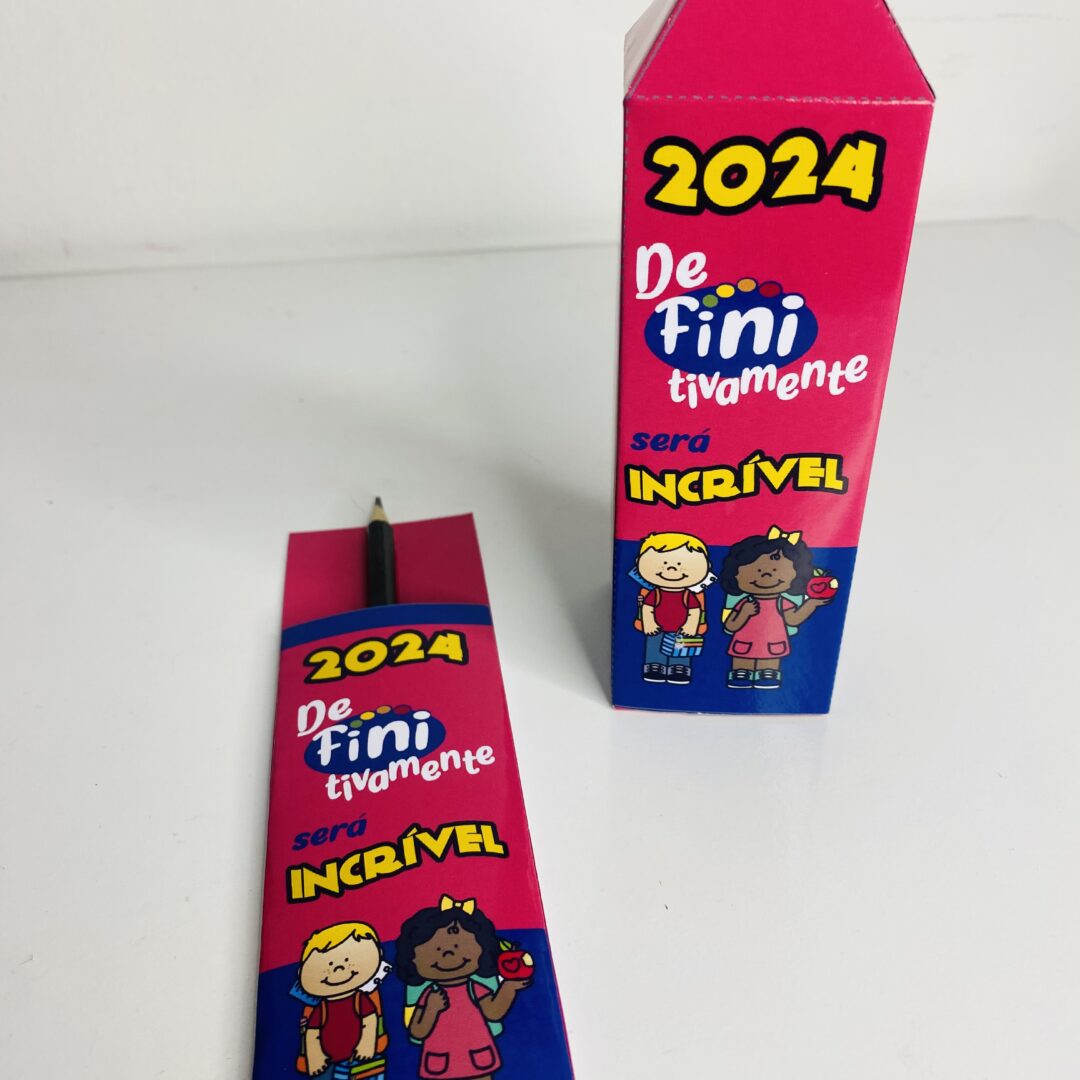 2024
De
Fini
tivamente
será
INCRÍVEL
2024
De
Fini
tivamente
será
INCRÍVEL